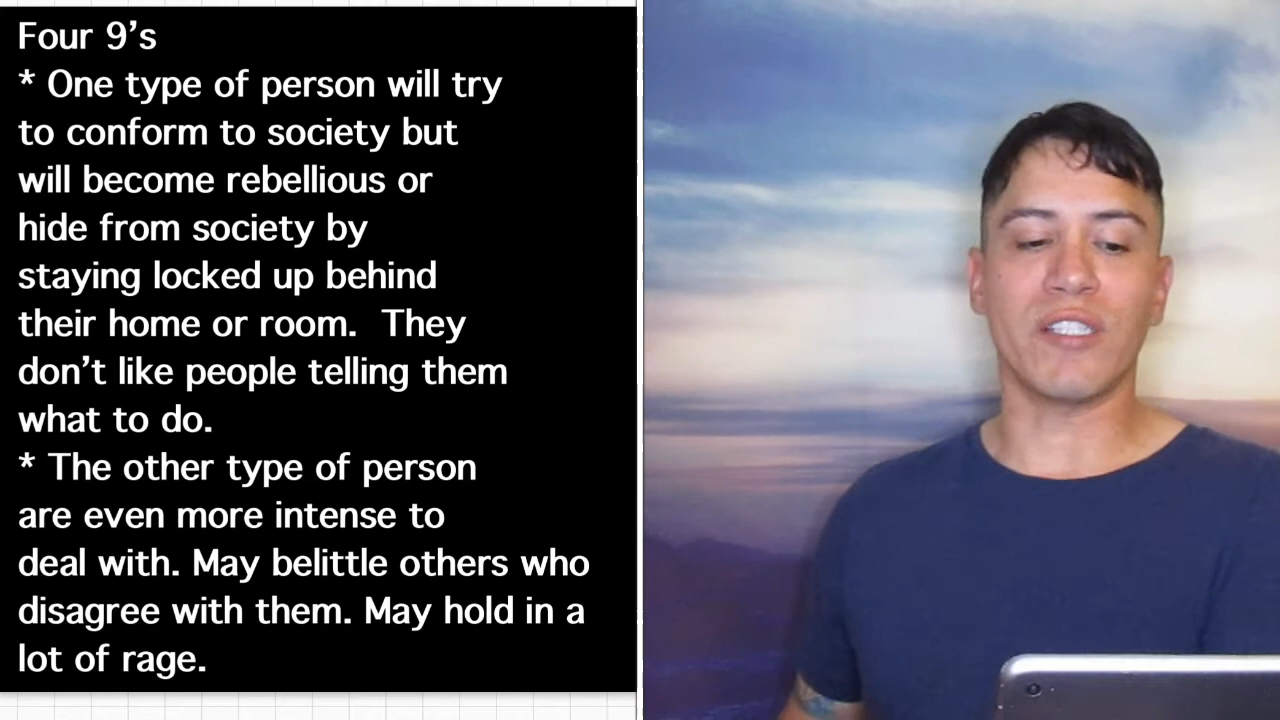 Four 9’s
* One type of person will try
to conform to society but
will become rebellious or
hide from society by
staying locked up behind
their home or room.  They
don’t like people telling them
what to do.
* The other type of person
are even more intense to
deal with. May belittle others who
disagree with them. May hold in a
lot of rage.